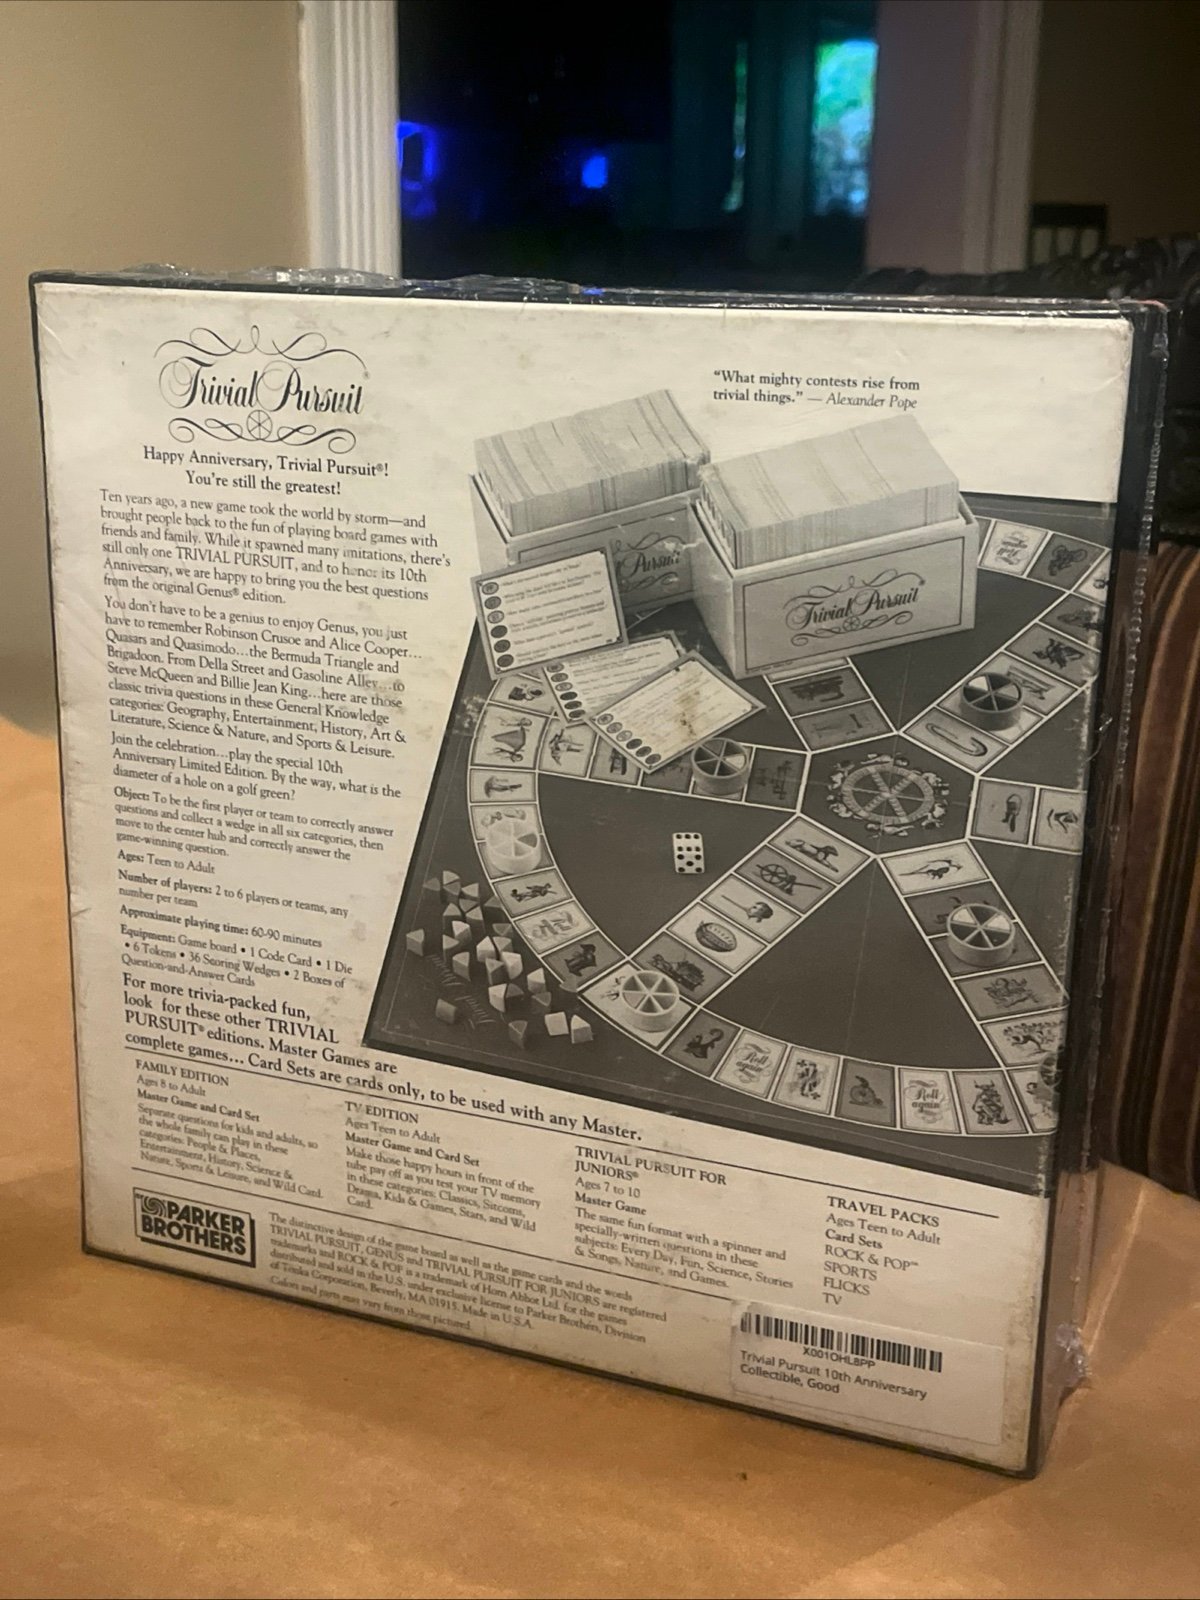 Trivial Pursuit®
Happy Anniversary, Trivial Pursuit®!
You're still the greatest!
Ten years ago, a new game took the world by storm—and
brought people back to the fun of playing board games with
friends and family. While it spawned many imitations, there's
still only one TRIVIAL PURSUIT, and to honor its 10th
Anniversary, we are happy to bring you the best questions
from the original Genus® edition.
You don't have to be a genius to enjoy Genus, you just
have to remember Robinson Crusoe and Alice Cooper...
Quasars and Quasimodo...the Bermuda Triangle and
Brigadoon. From Della Street and Gasoline Alley...to
Steve McQueen and Billie Jean King...here are those
classic trivia questions in these General Knowledge
categories: Geography, Entertainment, History, Art &
Literature, Science & Nature, and Sports & Leisure.
Join the celebration...play the special 10th
Anniversary Limited Edition. By the way, what is the
diameter of a hole on a golf green?
Object: To be the first player or team to correctly answer
questions and collect a wedge in all six categories, then
move to the center hub and correctly answer the
game-winning question.
Ages: Teen to Adult
Number of players: 2 to 6 players or teams, any
number per team
Approximate playing time: 60-90 minutes
Equipment: Game board • 1 Code Card • 1 Die
• 6 Tokens • 36 Scoring Wedges • 2 Boxes of
Question-and-Answer Cards
For more trivia-packed fun,
look for these other TRIVIAL
PURSUIT® editions. Master Games are
complete games... Card Sets are cards only, to be used with any Master.
"What mighty contests rise from
trivial things." — Alexander Pope
Pursuit
Trivial Pursuit®
Roll
again
Roll
again
FAMILY EDITION
Ages 8 to Adult
Master Game and Card Set
Separate questions for kids and adults, so
the whole family can play in these
categories: People & Places,
Entertainment, History, Science &
Nature, Sports & Leisure, and Wild Card.
TV EDITION
Ages Teen to Adult
Master Game and Card Set
Make those happy hours in front of the
tube pay off as you test your TV memory
in these categories: Classics, Sitcoms,
Drama, Kids & Games, Stars, and Wild
Card.
TRIVIAL PURSUIT FOR
JUNIORS®
Ages 7 to 10
Master Game
The same fun format with a spinner and
specially-written questions in these
subjects: Every Day, Fun, Science, Stories
& Songs, Nature, and Games.
TRAVEL PACKS
Ages Teen to Adult
Card Sets
ROCK & POP™
SPORTS
FLICKS
TV
PARKER
BROTHERS
The distinctive design of the game board as well as the game cards and the words
TRIVIAL PURSUIT, GENUS and TRIVIAL PURSUIT FOR JUNIORS are registered
trademarks and ROCK & POP is a trademark of Horn Abbot Ltd. for the games
distributed and sold in the U.S. under exclusive license to Parker Brothers, Division
of Tonka Corporation, Beverly, MA 01915. Made in U.S.A.
Colors and parts may vary from those pictured.
X001OHL8PP
Trivial Pursuit 10th Anniversary
Collectible, Good